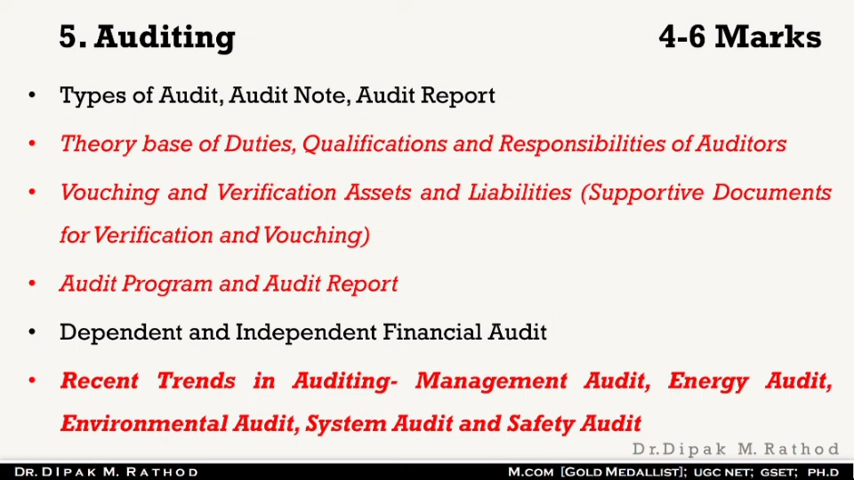 5. Auditing 4-6 Marks
• Types of Audit, Audit Note, Audit Report
• Theory base of Duties, Qualifications and Responsibilities of Auditors
• Vouching and Verification Assets and Liabilities (Supportive Documents
for Verification and Vouching)
• Audit Program and Audit Report
• Dependent and Independent Financial Audit
• Recent Trends in Auditing- Management Audit, Energy Audit,
Environmental Audit, System Audit and Safety Audit
Dr.Dipak M. Rathod
DR. DIPAK M. RATHOD M.COM [GOLD MEDALLIST]; UGC NET; GSET; PH.D